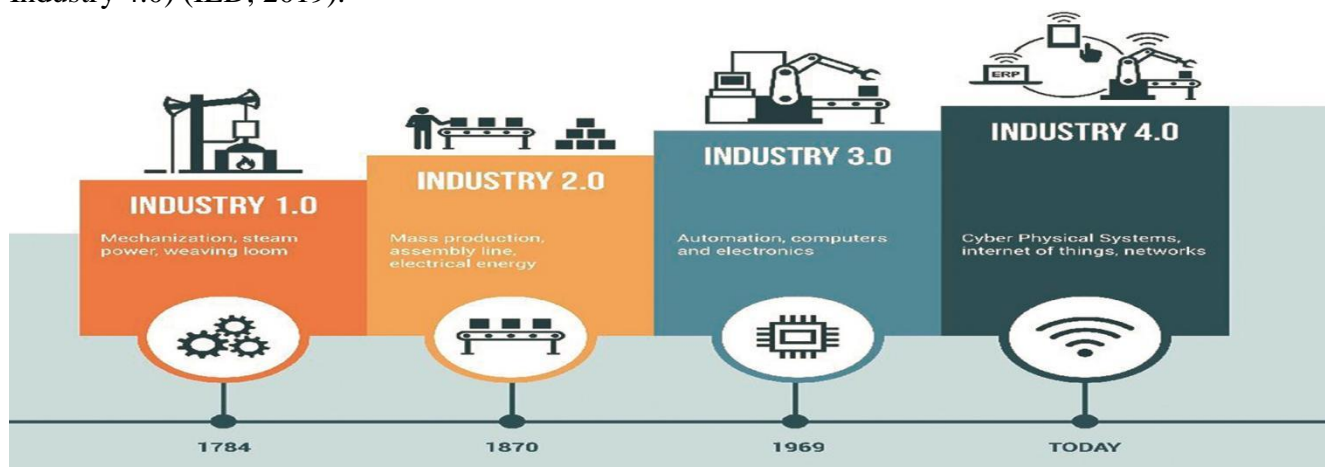 Industry 4.0) (IED, 2019).
ERP
INDUSTRY 1.0
Mechanization, steam
power, weaving loom
INDUSTRY 2.0
Mass production,
assembly line,
electrical energy
INDUSTRY 3.0
Automation, computers
and electronics
INDUSTRY 4.0
Cyber Physical Systems,
internet of things, networks
1784
1870
1969
TODAY